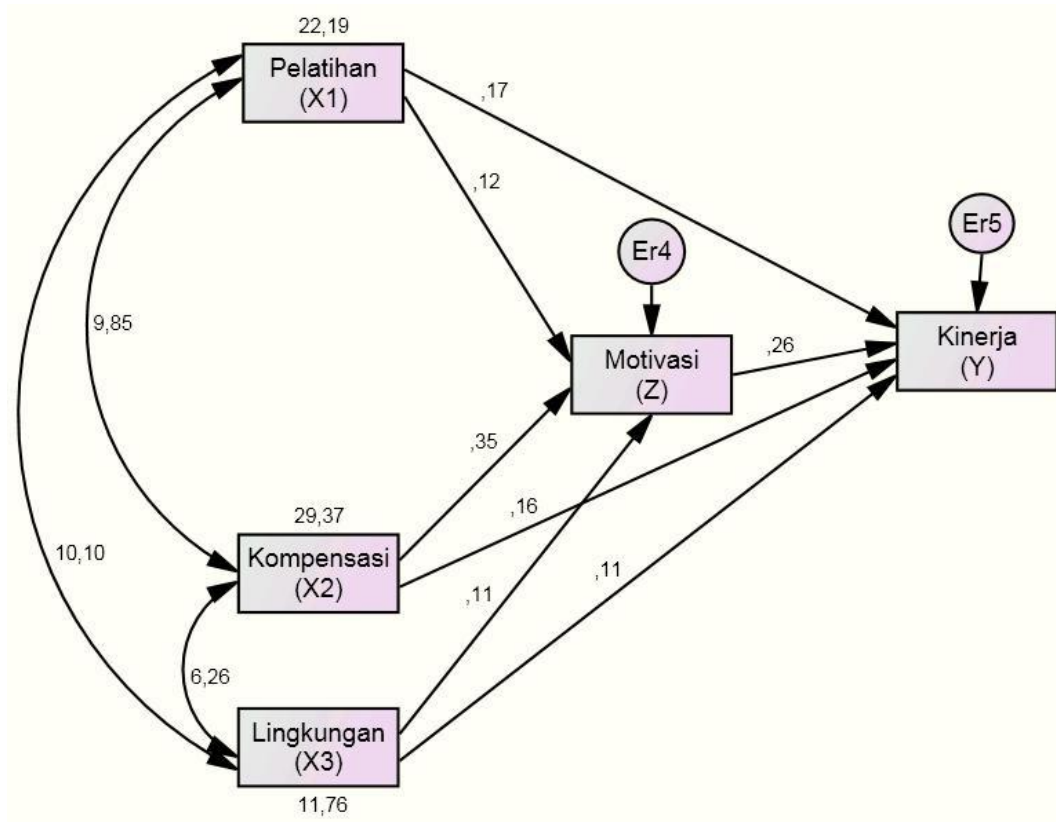 22,19
Pelatihan
(X1)
,17
,12
Er4
Er5
9,85
Motivasi
(Z)
,26
Kinerja
(Y)
,35
29,37
,16
10,10
Kompensasi
(X2)
,11
,11
6,26
Lingkungan
(X3)
11,76